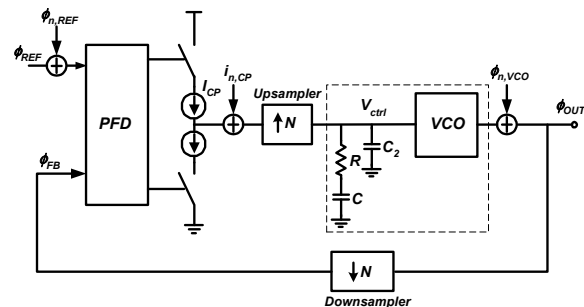 ϕn,REF
ϕREF
PFD
ICP
in,CP
Upsampler
↑N
Vctrl
VCO
ϕn,VCO
ϕOUT
ϕFB
R
C2
C
↓N
Downsampler